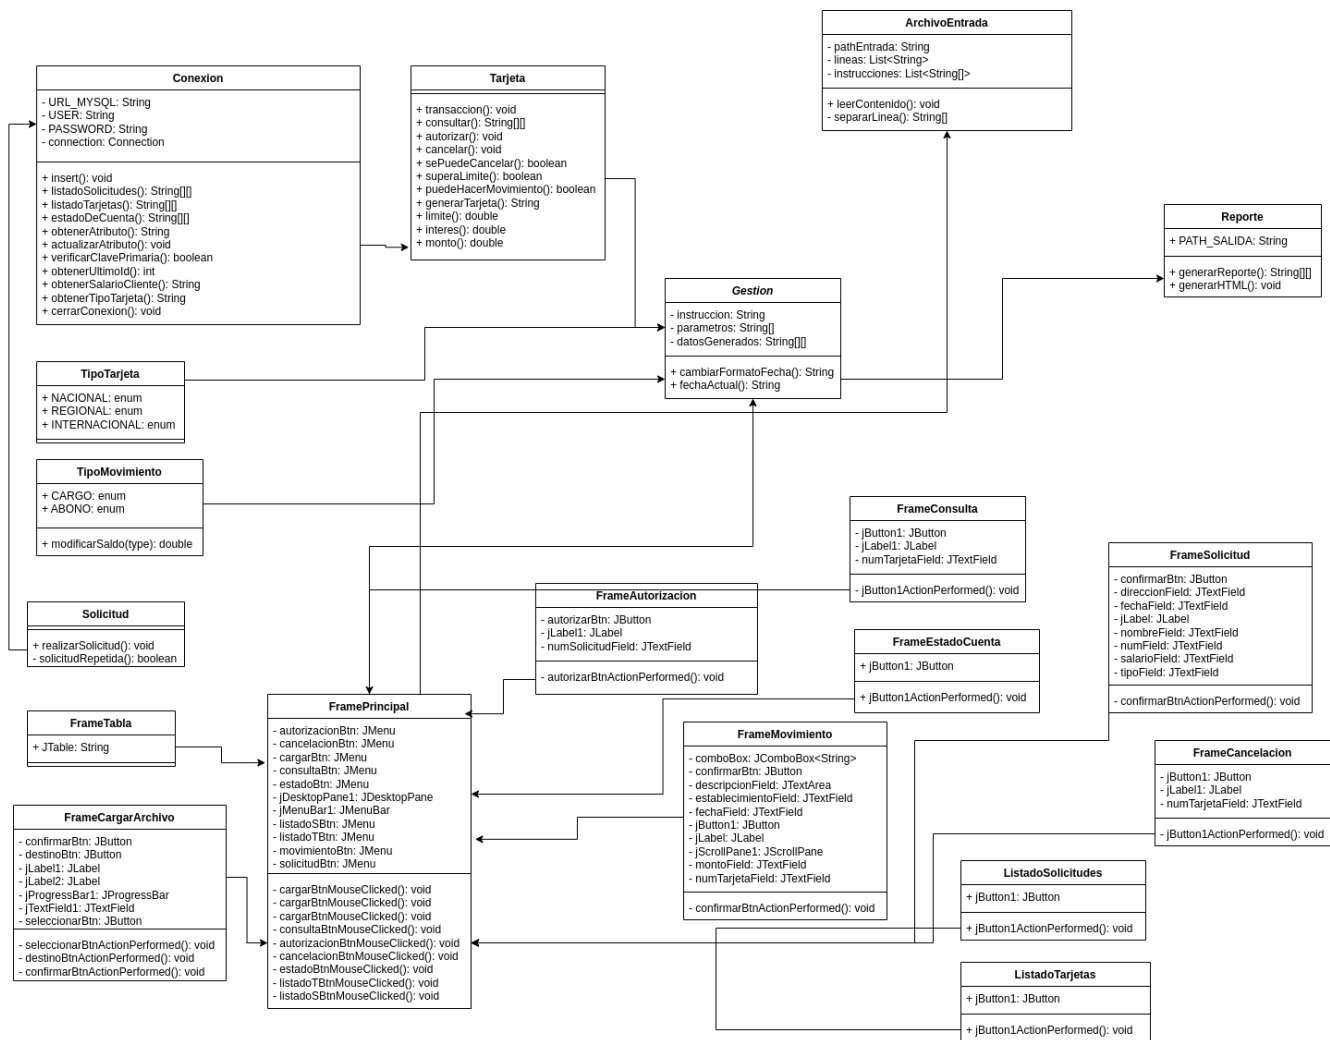 ArchivoEntrada
- pathEntrada: String
- lineas: List<String>
- instrucciones: List<String[]>
+ leerContenido(): void
- separarLinea(): String[]
Conexion
- URL_MYSQL: String
- USER: String
- PASSWORD: String
- connection: Connection
+ insert(): void
+ listadoSolicitudes(): String[][]
+ listadoTarjetas(): String[][]
+ estadoDeCuenta(): String[][]
+ obtenerAtributo(): String
+ actualizarAtributo(): void
+ verificarClavePrimaria(): boolean
+ obtenerUltimoId(): int
+ obtenerSalarioCliente(): String
+ obtenerTipoTarjeta(): String
+ cerrarConexion(): void
Tarjeta
+ transaccion(): void
+ consultar(): String[][]
+ autorizar(): void
+ cancelar(): void
+ sePuedeCancelar(): boolean
+ superaLimite(): boolean
+ puedeHacerMovimiento(): boolean
+ generarTarjeta(): String
+ limite(): double
+ interes(): double
+ monto(): double
Reporte
+ PATH_SALIDA: String
+ generarReporte(): String[][]
+ generarHTML(): void
Gestion
- instruccion: String
- parametros: String[]
- datosGenerados: String[][]
+ cambiarFormatoFecha(): String
+ fechaActual(): String
TipoTarjeta
+ NACIONAL: enum
+ REGIONAL: enum
+ INTERNACIONAL: enum
TipoMovimiento
+ CARGO: enum
+ ABONO: enum
+ modificarSaldo(type): double
FrameConsulta
- jButton1: JButton
- jLabel1: JLabel
- numTarjetaField: JTextField
- jButton1ActionPerformed(): void
FrameSolicitud
- confirmarBtn: JButton
- direccionField: JTextField
- fechaField: JTextField
- jLabel: JLabel
- nombreField: JTextField
- numField: JTextField
- salarioField: JTextField
- tipoField: JTextField
- confirmarBtnActionPerformed(): void
FrameAutorizacion
- autorizarBtn: JButton
- jLabel1: JLabel
- numSolicitudField: JTextField
- autorizarBtnActionPerformed(): void
Solicitud
+ realizarSolicitud(): void
- solicitudRepetida(): boolean
FrameEstadoCuenta
+ jButton1: JButton
+ jButton1ActionPerformed(): void
FramePrincipal
- autorizacionBtn: JMenu
- cancelacionBtn: JMenu
- cargarBtn: JMenu
- consultaBtn: JMenu
- estadoBtn: JMenu
- jDesktopPane1: JDesktopPane
- jMenuBar1: JMenuBar
- listadoSBtn: JMenu
- listadoTBtn: JMenu
- movimientoBtn: JMenu
- solicitudBtn: JMenu
- cargarBtnMouseClicked(): void
- cargarBtnMouseClicked(): void
- cargarBtnMouseClicked(): void
- consultaBtnMouseClicked(): void
- autorizacionBtnMouseClicked(): void
- cancelacionBtnMouseClicked(): void
- estadoBtnMouseClicked(): void
- listadoTBtnMouseClicked(): void
- listadoSBtnMouseClicked(): void
FrameTabla
+ JTable: String
FrameMovimiento
- comboBox: JComboBox<String>
- confirmarBtn: JButton
- descripcionField: JTextArea
- establecimientoField: JTextField
- fechaField: JTextField
- jButton1: JButton
- jLabel: JLabel
- jScrollPane1: JScrollPane
- montoField: JTextField
- numTarjetaField: JTextField
- confirmarBtnActionPerformed(): void
FrameCancelacion
- jButton1: JButton
- jLabel1: JLabel
- numTarjetaField: JTextField
- jButton1ActionPerformed(): void
FrameCargarArchivo
- confirmarBtn: JButton
- destinoBtn: JButton
- jLabel1: JLabel
- jLabel2: JLabel
- jProgressBar1: JProgressBar
- jTextField1: JTextField
- seleccionarBtn: JButton
- seleccionarBtnActionPerformed(): void
- destinoBtnActionPerformed(): void
- confirmarBtnActionPerformed(): void
ListadoSolicitudes
+ jButton1: JButton
+ jButton1ActionPerformed(): void
ListadoTarjetas
+ jButton1: JButton
+ jButton1ActionPerformed(): void